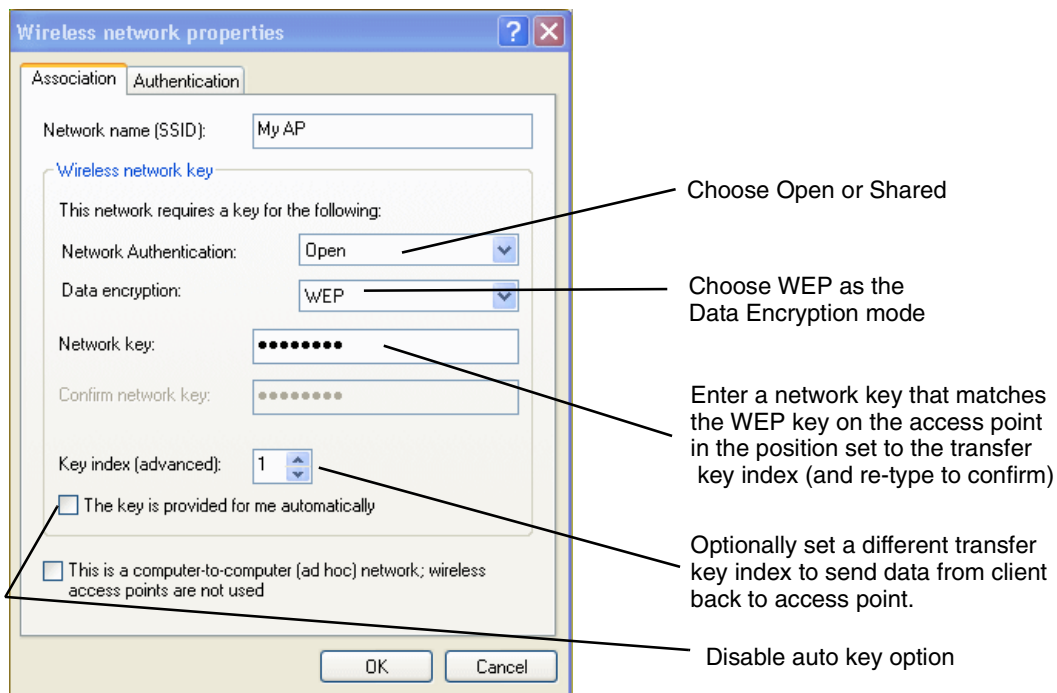 Wireless network properties
Association
Authentication
Network name (SSID):
My AP
Wireless network key
This network requires a key for the following:
Network Authentication:
Open
Data encryption:
WEP
Network key:
••••••••
Confirm network key:
••••••••
Key index (advanced):
1
The key is provided for me automatically
This is a computer-to-computer (ad hoc) network; wireless
access points are not used
OK
Cancel
Choose Open or Shared
Choose WEP as the
Data Encryption mode
Enter a network key that matches
the WEP key on the access point
in the position set to the transfer
key index (and re-type to confirm)
Optionally set a different transfer
key index to send data from client
back to access point.
Disable auto key option